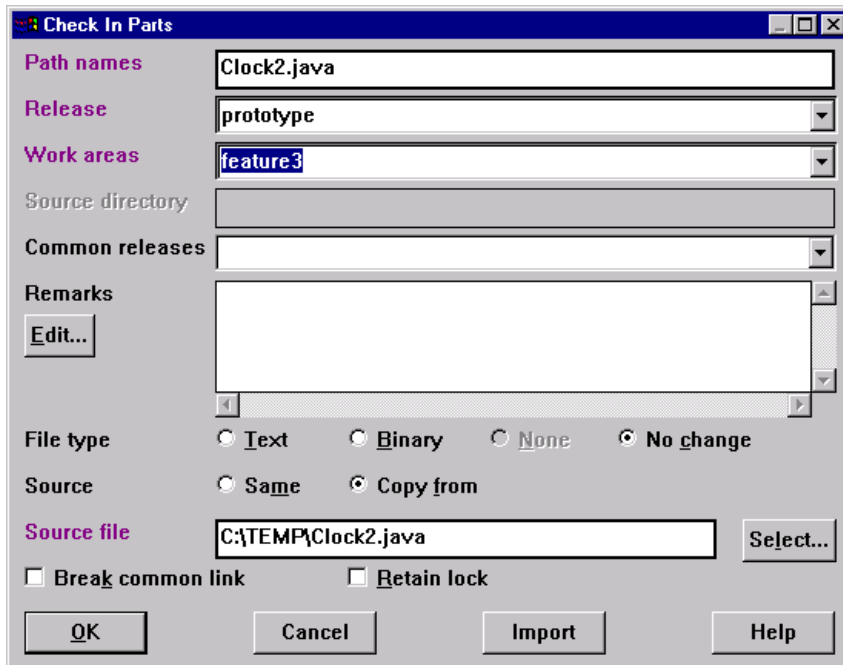 Check In Parts
Path names Clock2.java
Release prototype
Work areas feature3
Source directory
Common releases
Remarks
Edit...
File type Text Binary None No change
Source Same Copy from
Source file C:\TEMP\Clock2.java Select...
Break common link Retain lock
OK Cancel Import Help